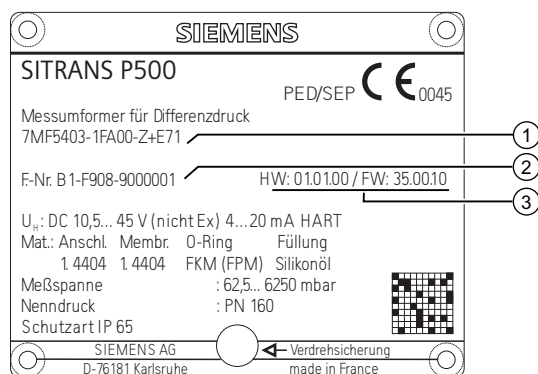 SIEMENS
SITRANS P500
PED/SEP CE 0045
Messumformer für Differenzdruck
7MF5403-1FA00-Z+E71
1
F.-Nr. B1-F908-9000001
2
HW: 01.01.00 / FW: 35.00.10
3
UH: DC 10,5... 45 V (nicht Ex) 4...20 mA HART
Mat.: Anschl. Membr. O-Ring Füllung
1. 4404 1. 4404 FKM (FPM) Silikonöl
Meßspanne : 62,5... 6250 mbar
Nenndruck : PN 160
Schutzart IP 65
SIEMENS AG
D-76181 Karlsruhe
Verdrehsicherung
made in France